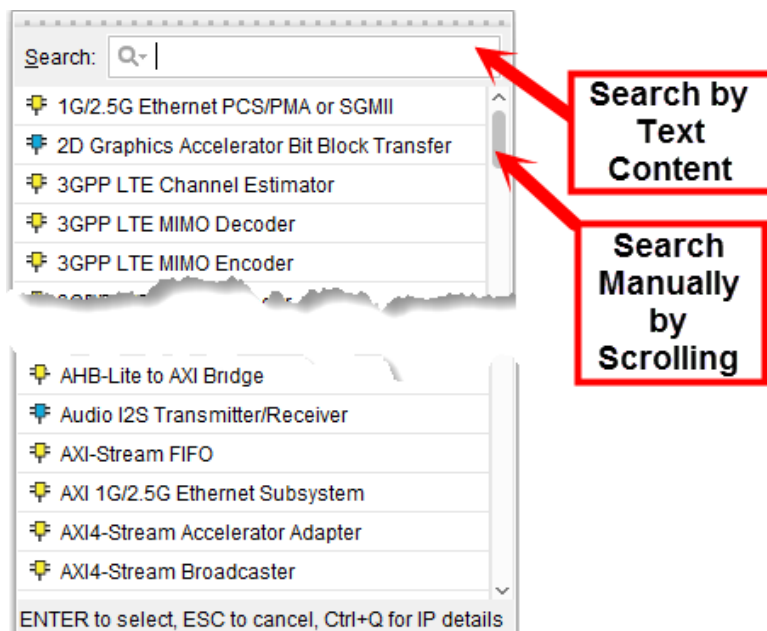 Search:
1G/2.5G Ethernet PCS/PMA or SGMII
2D Graphics Accelerator Bit Block Transfer
3GPP LTE Channel Estimator
3GPP LTE MIMO Decoder
3GPP LTE MIMO Encoder
AHB-Lite to AXI Bridge
Audio I2S Transmitter/Receiver
AXI-Stream FIFO
AXI 1G/2.5G Ethernet Subsystem
AXI4-Stream Accelerator Adapter
AXI4-Stream Broadcaster
ENTER to select, ESC to cancel, Ctrl+Q for IP details
Search by
Text
Content
Search
Manually
by
Scrolling